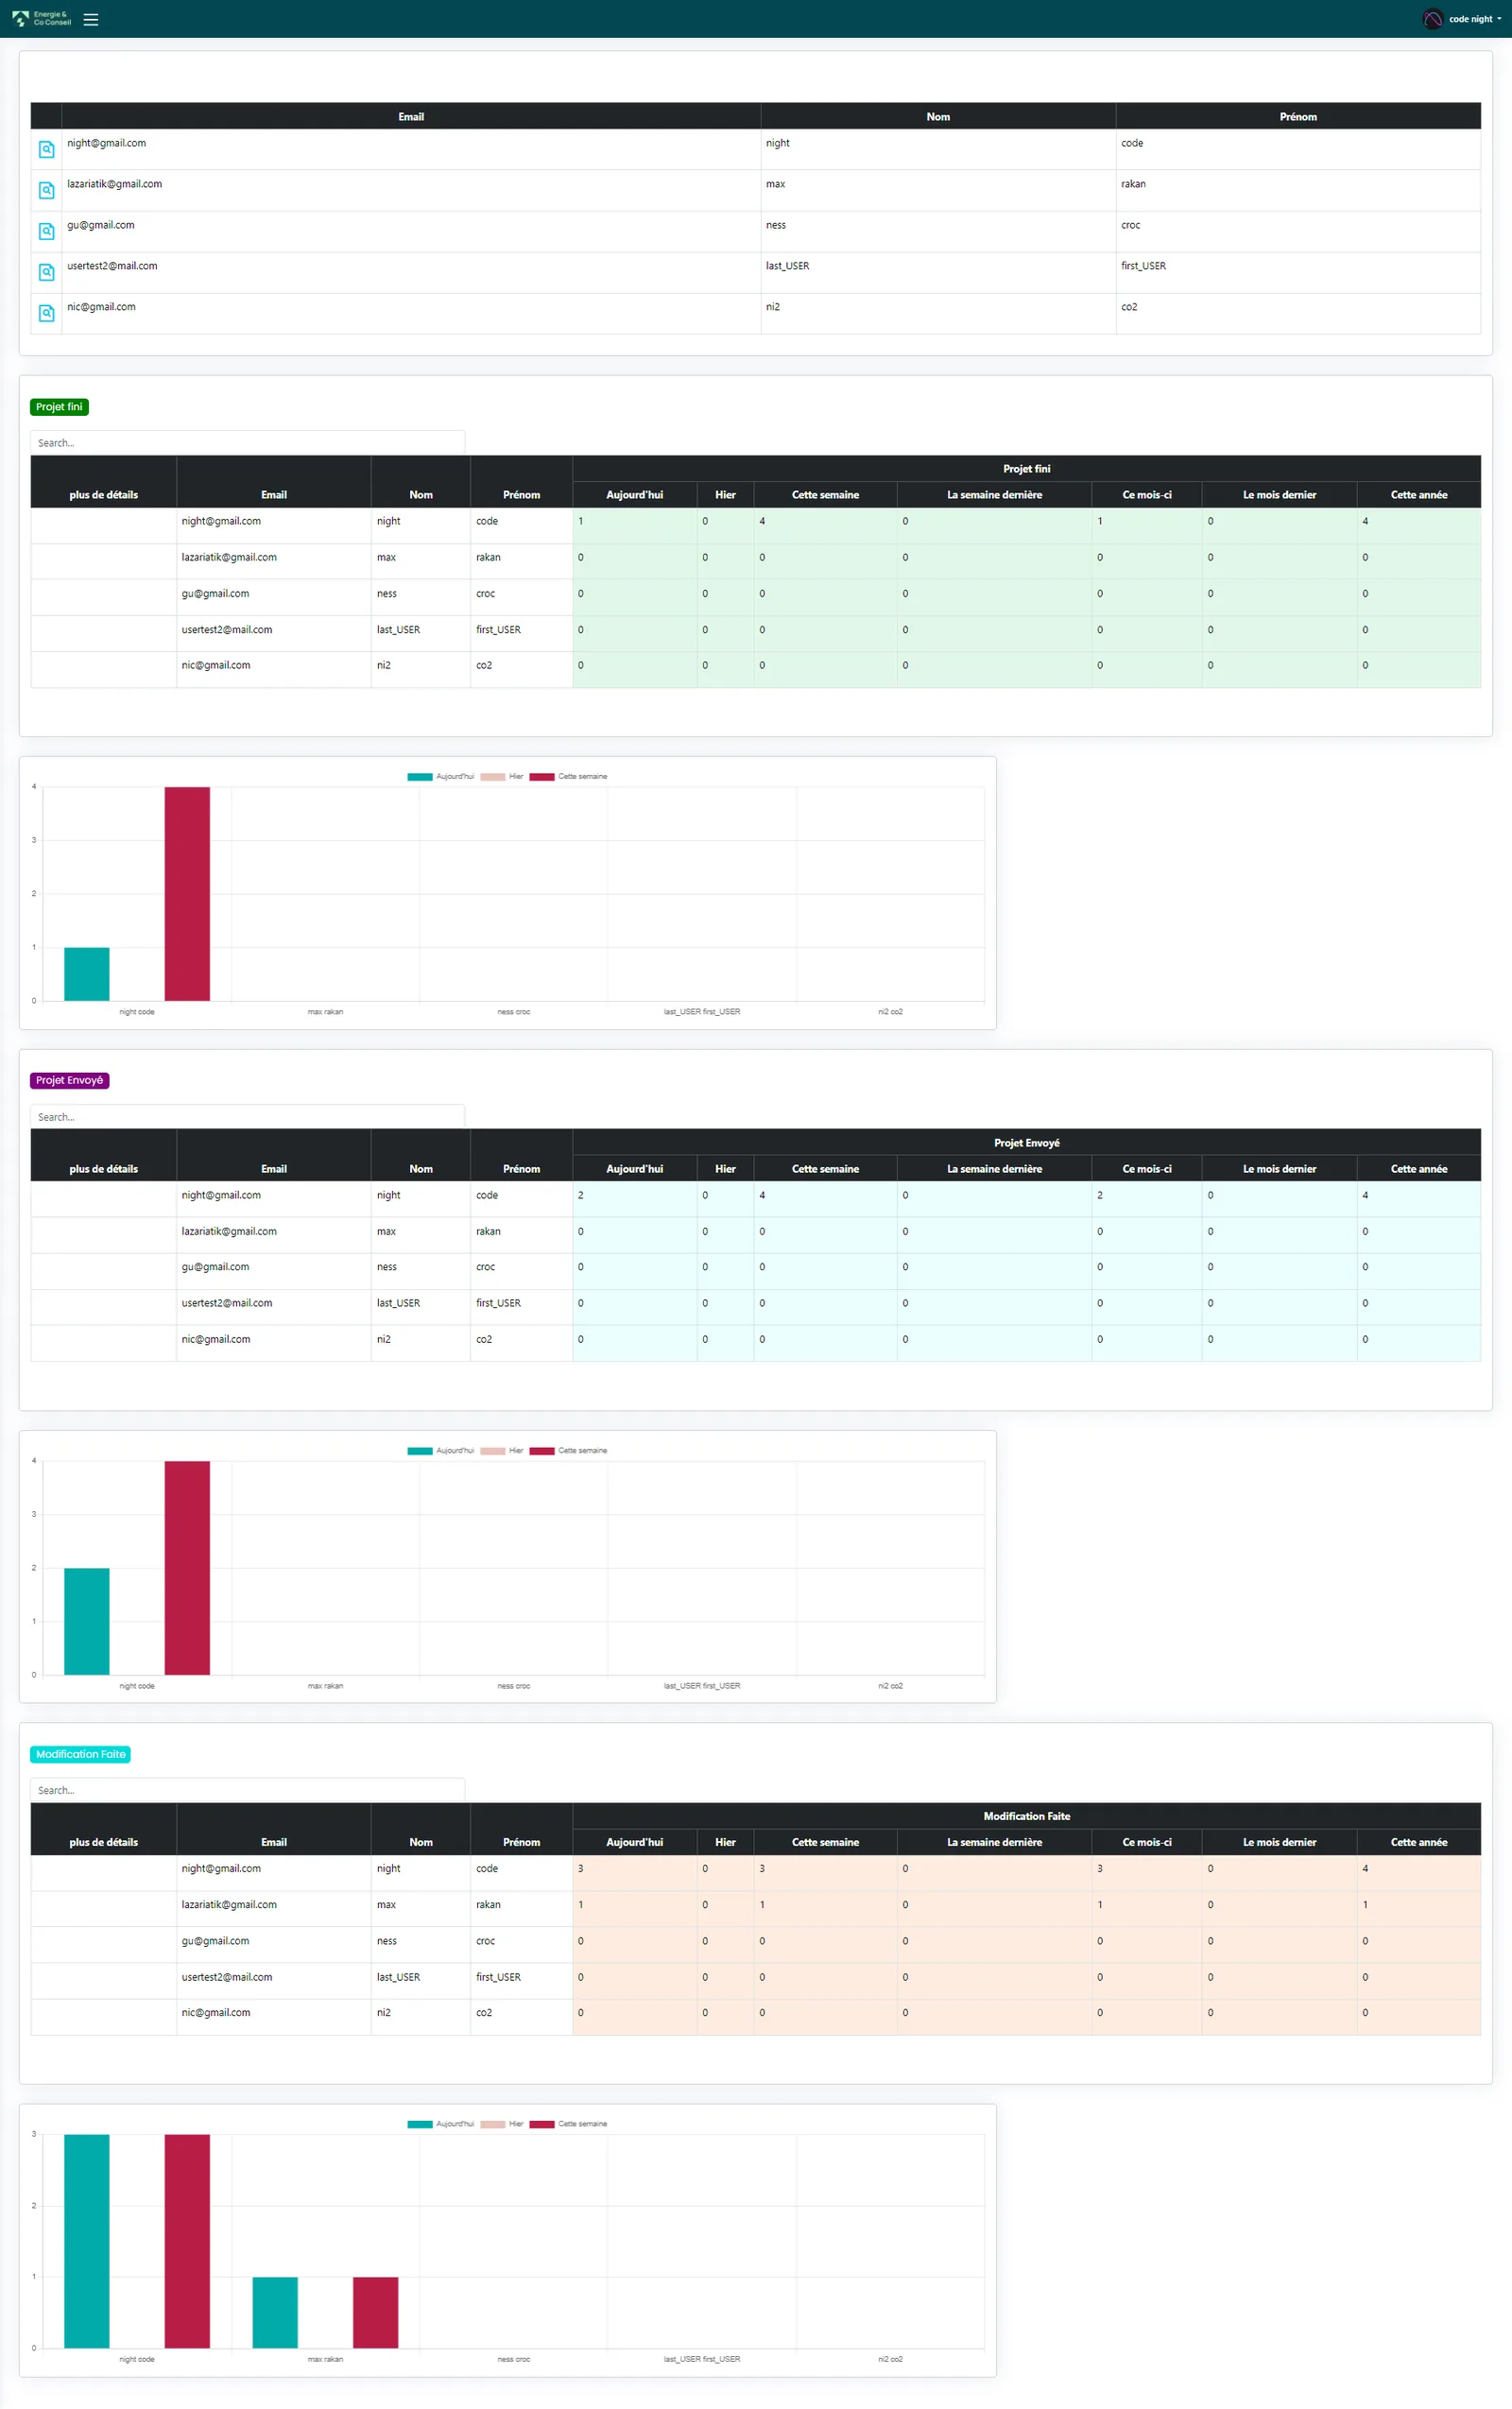 Energie &
Co Conseil
code night
Email Nom Prénom
night@gmail.com night code
lazariatik@gmail.com max rakan
gu@gmail.com ness croc
usertest2@mail.com last_USER first_USER
nic@gmail.com ni2 co2
Projet fini
Search...
Projet fini
plus de détails Email Nom Prénom Aujourd'hui Hier Cette semaine La semaine dernière Ce mois-ci Le mois dernier Cette année
night@gmail.com night code 1 0 4 0 1 0 4
lazariatik@gmail.com max rakan 0 0 0 0 0 0 0
gu@gmail.com ness croc 0 0 0 0 0 0 0
usertest2@mail.com last_USER first_USER 0 0 0 0 0 0 0
nic@gmail.com ni2 co2 0 0 0 0 0 0 0
Aujourd'hui Hier Cette semaine
4
3
2
1
0
night code max rakan ness croc last_USER first_USER ni2 co2
Projet Envoyé
Search...
Projet Envoyé
plus de détails Email Nom Prénom Aujourd'hui Hier Cette semaine La semaine dernière Ce mois-ci Le mois dernier Cette année
night@gmail.com night code 2 0 4 0 2 0 4
lazariatik@gmail.com max rakan 0 0 0 0 0 0 0
gu@gmail.com ness croc 0 0 0 0 0 0 0
usertest2@mail.com last_USER first_USER 0 0 0 0 0 0 0
nic@gmail.com ni2 co2 0 0 0 0 0 0 0
Aujourd'hui Hier Cette semaine
4
3
2
1
0
night code max rakan ness croc last_USER first_USER ni2 co2
Modification Faite
Search...
Modification Faite
plus de détails Email Nom Prénom Aujourd'hui Hier Cette semaine La semaine dernière Ce mois-ci Le mois dernier Cette année
night@gmail.com night code 3 0 3 0 3 0 4
lazariatik@gmail.com max rakan 1 0 1 0 1 0 1
gu@gmail.com ness croc 0 0 0 0 0 0 0
usertest2@mail.com last_USER first_USER 0 0 0 0 0 0 0
nic@gmail.com ni2 co2 0 0 0 0 0 0 0
Aujourd'hui Hier Cette semaine
3
2
1
0
night code max rakan ness croc last_USER first_USER ni2 co2